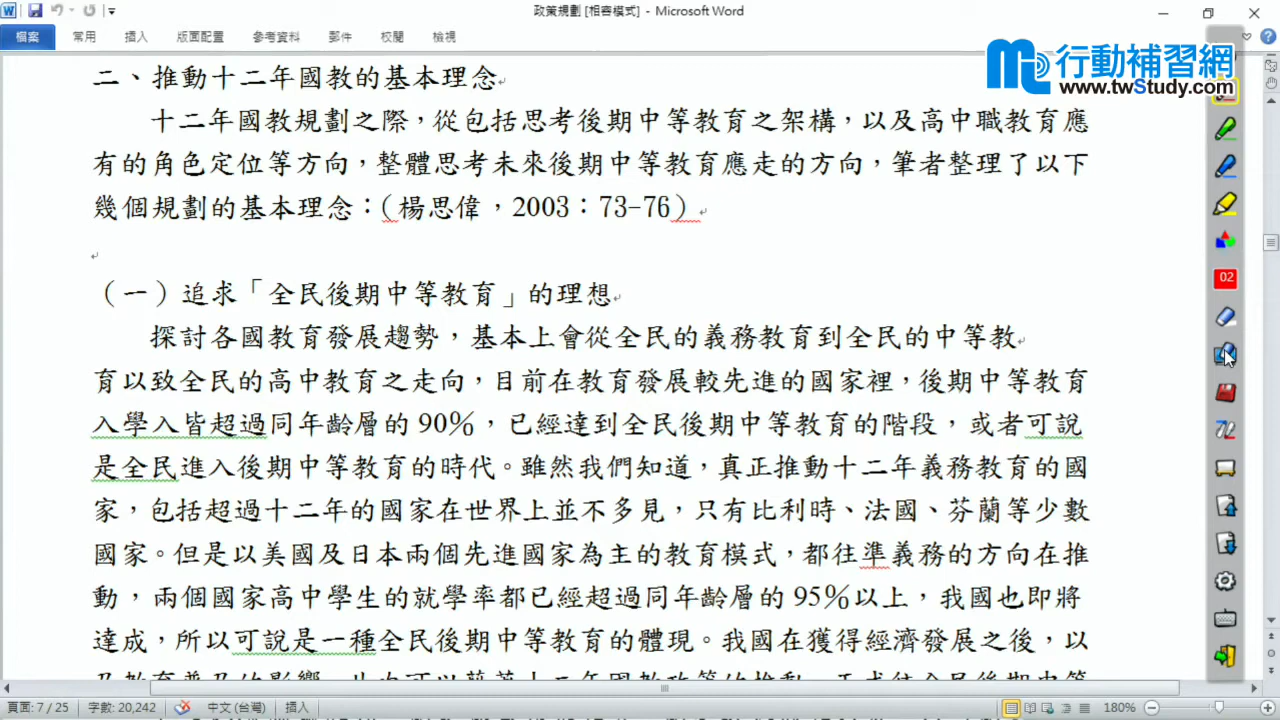 政策規劃 [相容模式] - Microsoft Word
檔案 常用 插入 版面配置 參考資料 郵件 校閱 檢視
行動補習網
www.twStudy.com
二、推動十二年國教的基本理念
十二年國教規劃之際，從包括思考後期中等教育之架構，以及高中職教育應
有的角色定位等方向，整體思考未來後期中等教育應走的方向，筆者整理了以下
幾個規劃的基本理念：（楊思偉，2003：73-76）
（一）追求「全民後期中等教育」的理想
探討各國教育發展趨勢，基本上會從全民的義務教育到全民的中等教
育以致全民的高中教育之走向，目前在教育發展較先進的國家裡，後期中等教育
入學入皆超過同年齡層的 90%，已經達到全民後期中等教育的階段，或者可說
是全民進入後期中等教育的時代。雖然我們知道，真正推動十二年義務教育的國
家，包括超過十二年的國家在世界上並不多見，只有比利時、法國、芬蘭等少數
國家。但是以美國及日本兩個先進國家為主的教育模式，都往準義務的方向在推
動，兩個國家高中學生的就學率都已經超過同年齡層的 95%以上，我國也即將
達成，所以可說是一種全民後期中等教育的體現。我國在獲得經濟發展之後，以
02
頁面: 7 / 25 字數: 20,242 中文 (台灣) 插入 180%